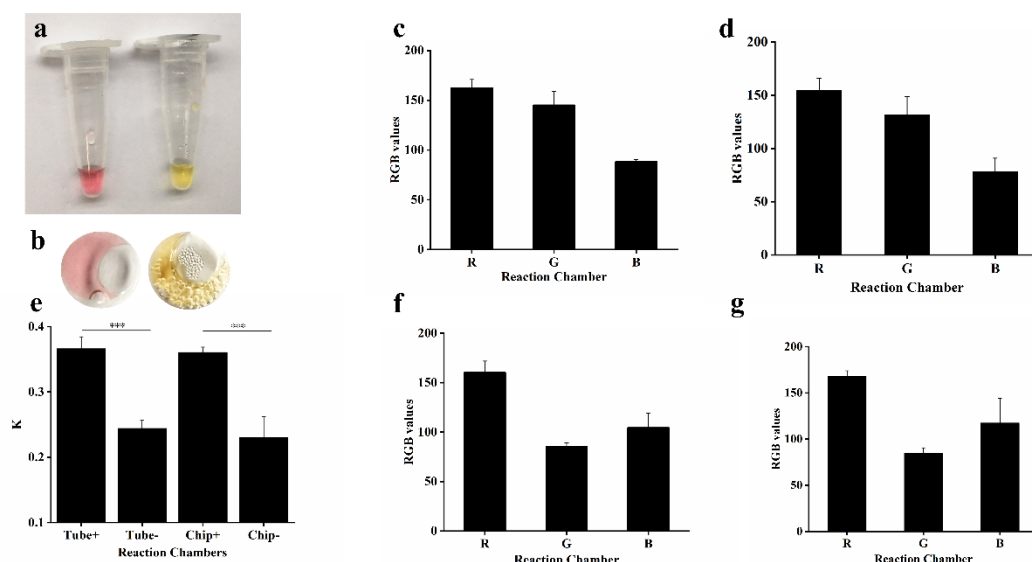 a
b
c
200
150
100
50
0
RGB values
R G B
Reaction Chamber
d
200
150
100
50
0
RGB values
R G B
Reaction Chamber
e
0.4
0.3
0.2
0.1
K
*** ***
Tube+ Tube- Chip+ Chip-
Reaction Chambers
f
200
150
100
50
0
RGB values
R G B
Reaction Chamber
g
200
150
100
50
0
RGB values
R G B
Reaction Chamber